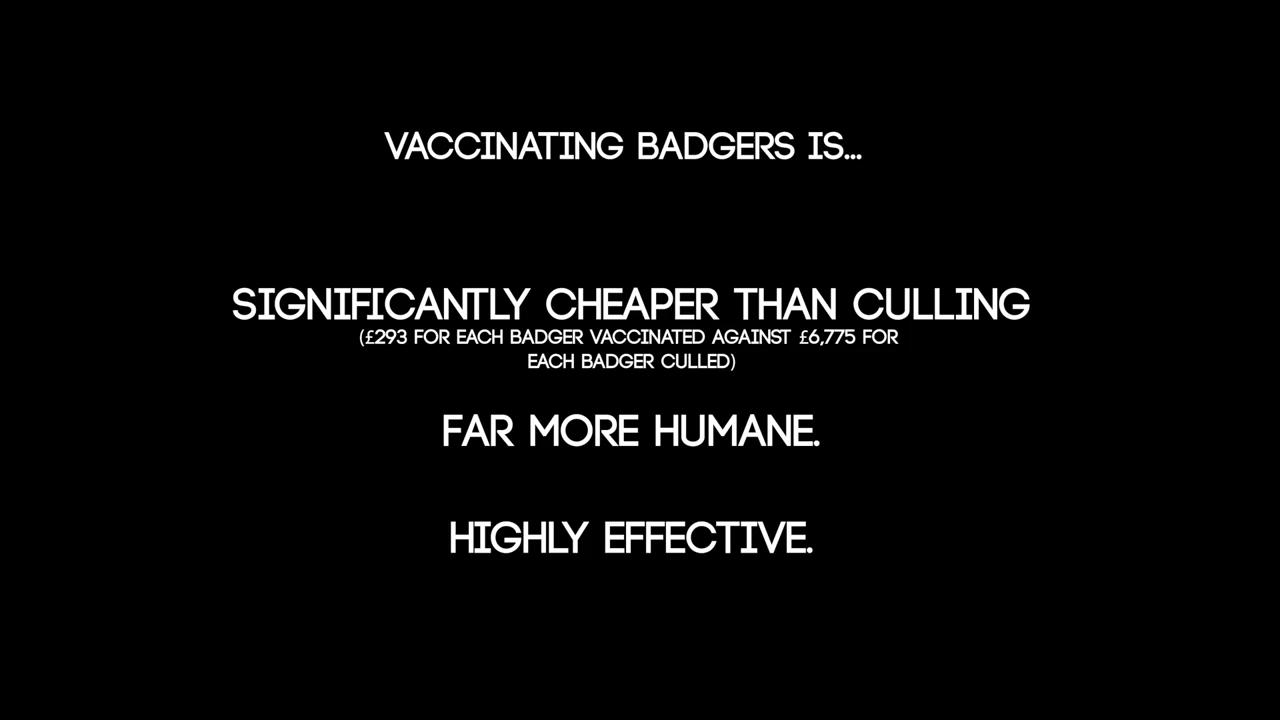 VACCINATING BADGERS IS...
SIGNIFICANTLY CHEAPER THAN CULLING
(£293 FOR EACH BADGER VACCINATED AGAINST £6,775 FOR
EACH BADGER CULLED)
FAR MORE HUMANE.
HIGHLY EFFECTIVE.